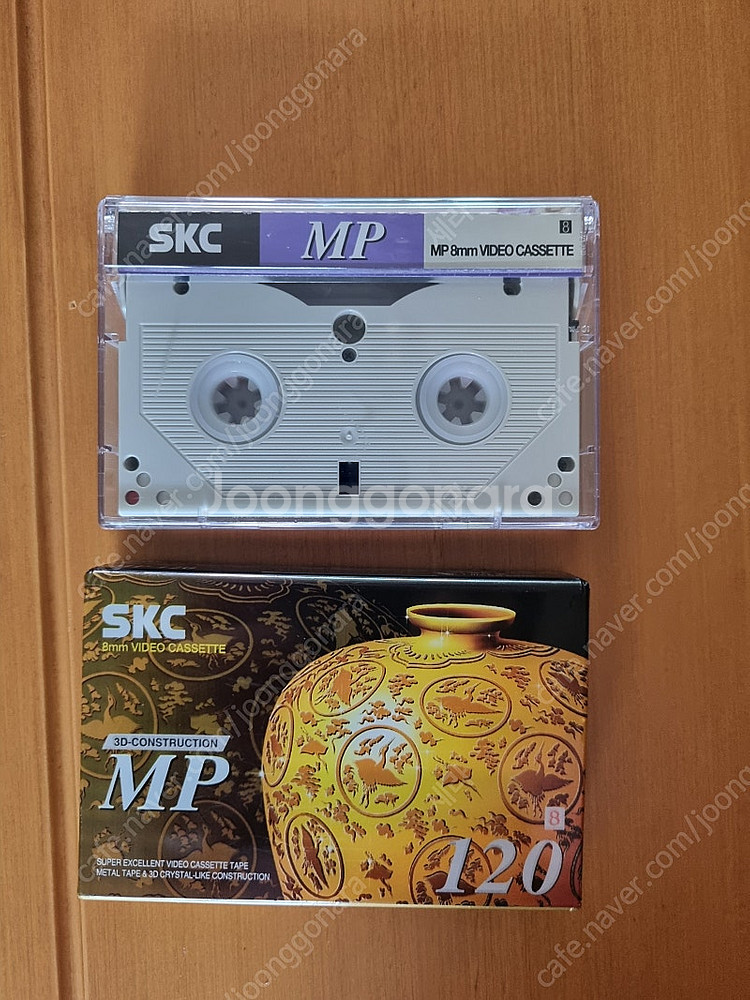 SKC
MP
8
MP 8mm VIDEO CASSETTE
Joonggonara
SKC
8mm VIDEO CASSETTE
3D-CONSTRUCTION
MP
8
120
SUPER EXCELLENT VIDEO CASSETTE TAPE
METAL TAPE & 3D CRYSTAL-LIKE CONSTRUCTION
cafe.naver.com/joonggonara